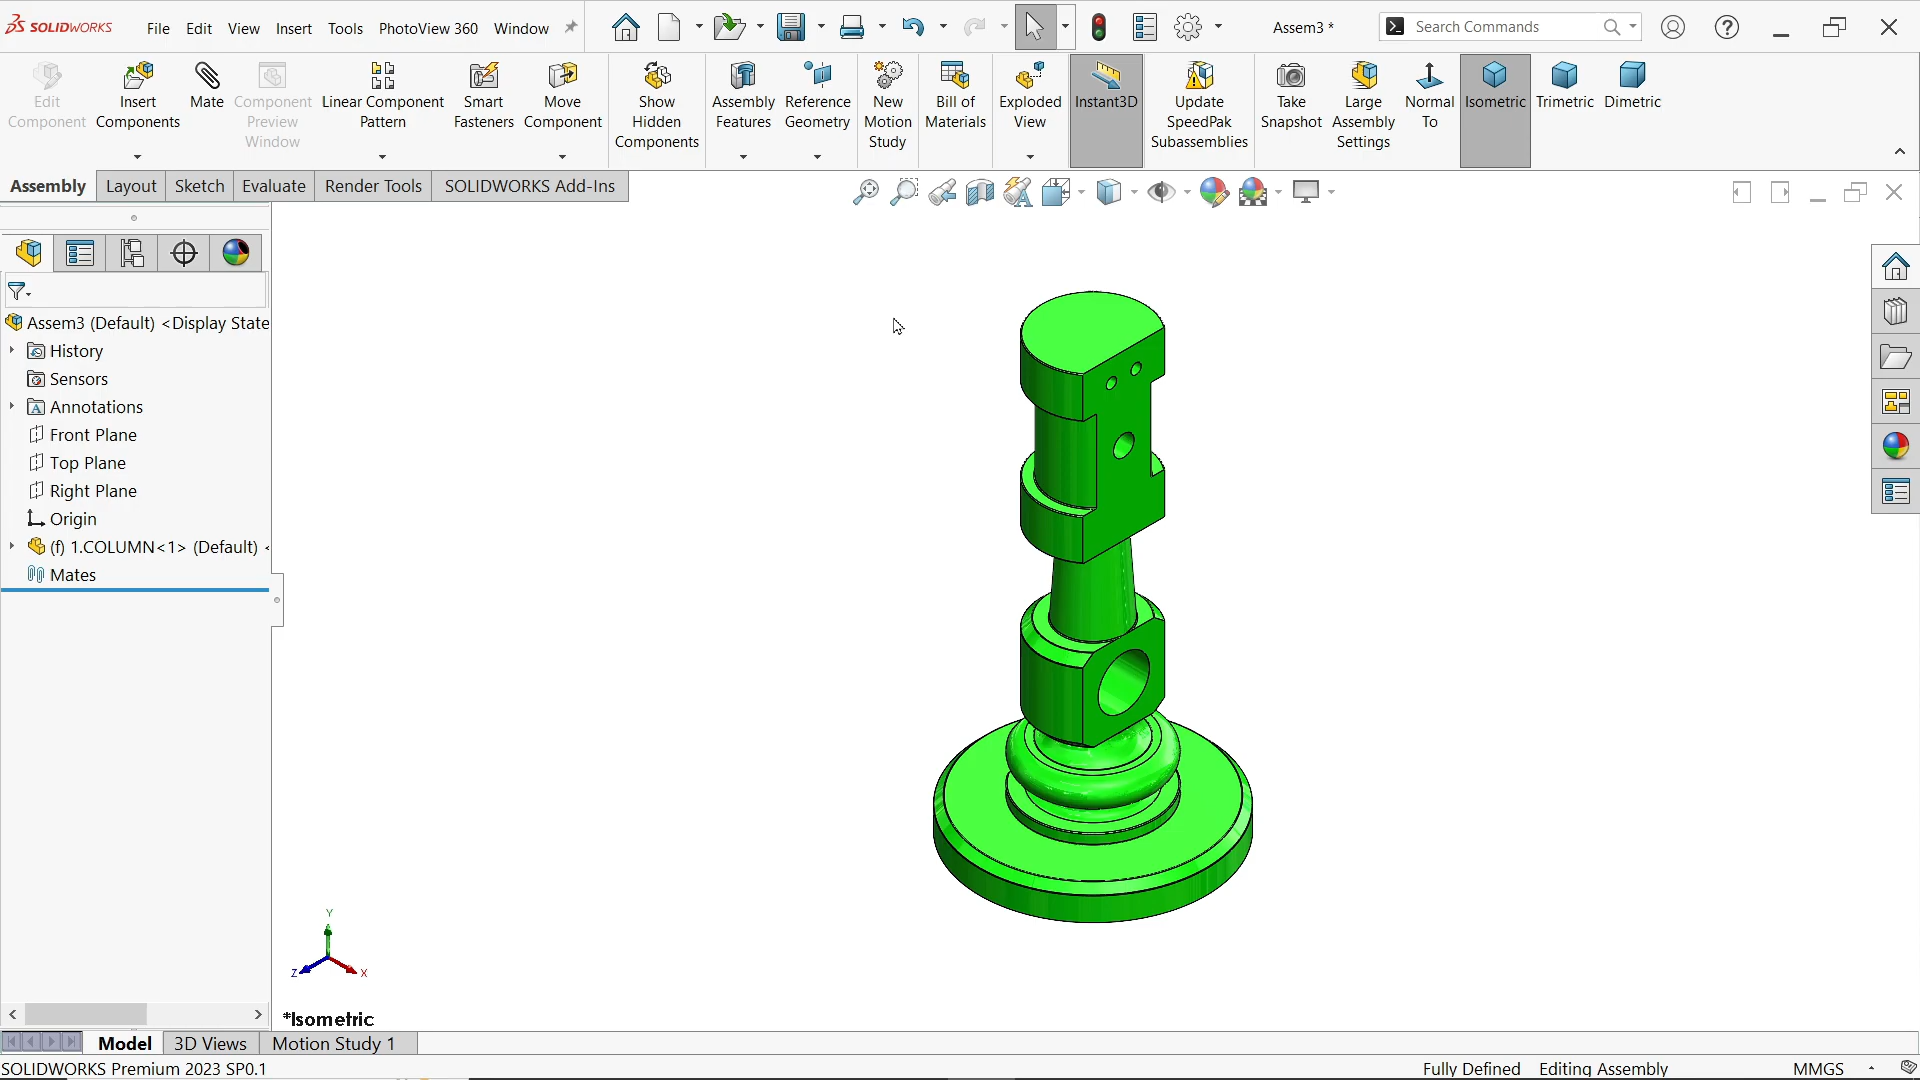 SOLIDWORKS File Edit View Insert Tools PhotoView 360 Window Assem3 * Search Commands
Edit Component
Insert Components
Mate
Component Preview Window
Linear Component Pattern
Smart Fasteners
Move Component
Show Hidden Components
Assembly Features
Reference Geometry
New Motion Study
Bill of Materials
Exploded View
Instant3D
Update SpeedPak Subassemblies
Take Snapshot
Large Assembly Settings
Normal To
Isometric
Trimetric
Dimetric
Assembly Layout Sketch Evaluate Render Tools SOLIDWORKS Add-Ins
Assem3 (Default) <Display State
History
Sensors
Annotations
Front Plane
Top Plane
Right Plane
Origin
(f) 1.COLUMN<1> (Default) <
Mates
Y
Z X
*Isometric
Model 3D Views Motion Study 1
SOLIDWORKS Premium 2023 SP0.1 Fully Defined Editing Assembly MMGS